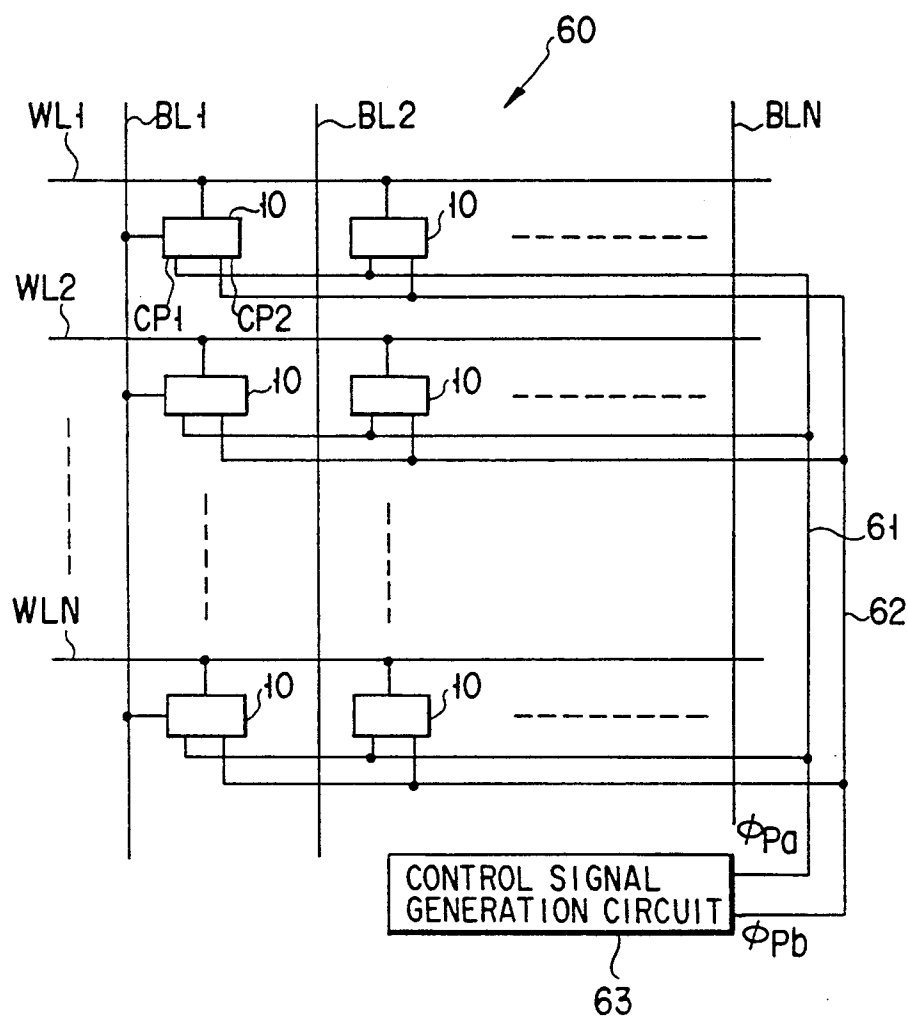 60
WL1 BL1 BL2 BLN
10 10
WL2
CP1 CP2
10 10
61
WLN
62
10 10
ΦPa
CONTROL SIGNAL
GENERATION CIRCUIT
ΦPb
63